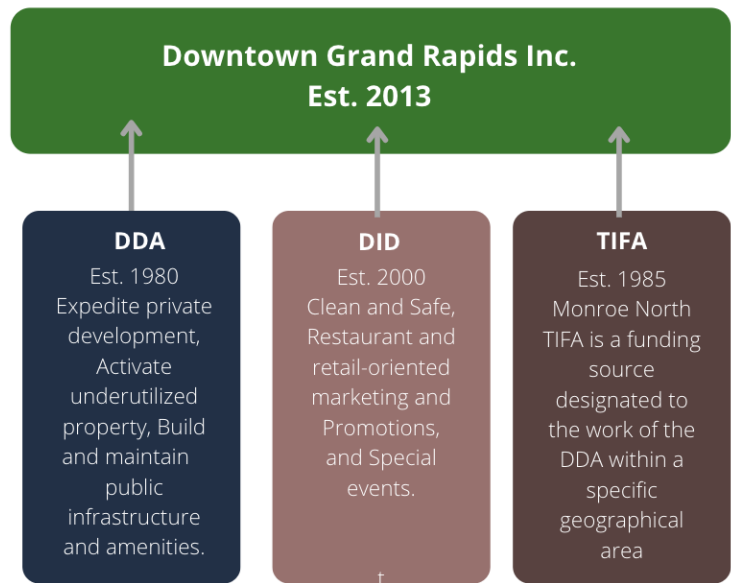 Downtown Grand Rapids Inc.
Est. 2013
DDA
Est. 1980
Expedite private
development,
Activate
underutilized
property, Build
and maintain
public
infrastructure
and amenities.
DID
Est. 2000
Clean and Safe,
Restaurant and
retail-oriented
marketing and
Promotions,
and Special
events.
t
TIFA
Est. 1985
Monroe North
TIFA is a funding
source
designated to
the work of the
DDA within a
specific
geographical
area